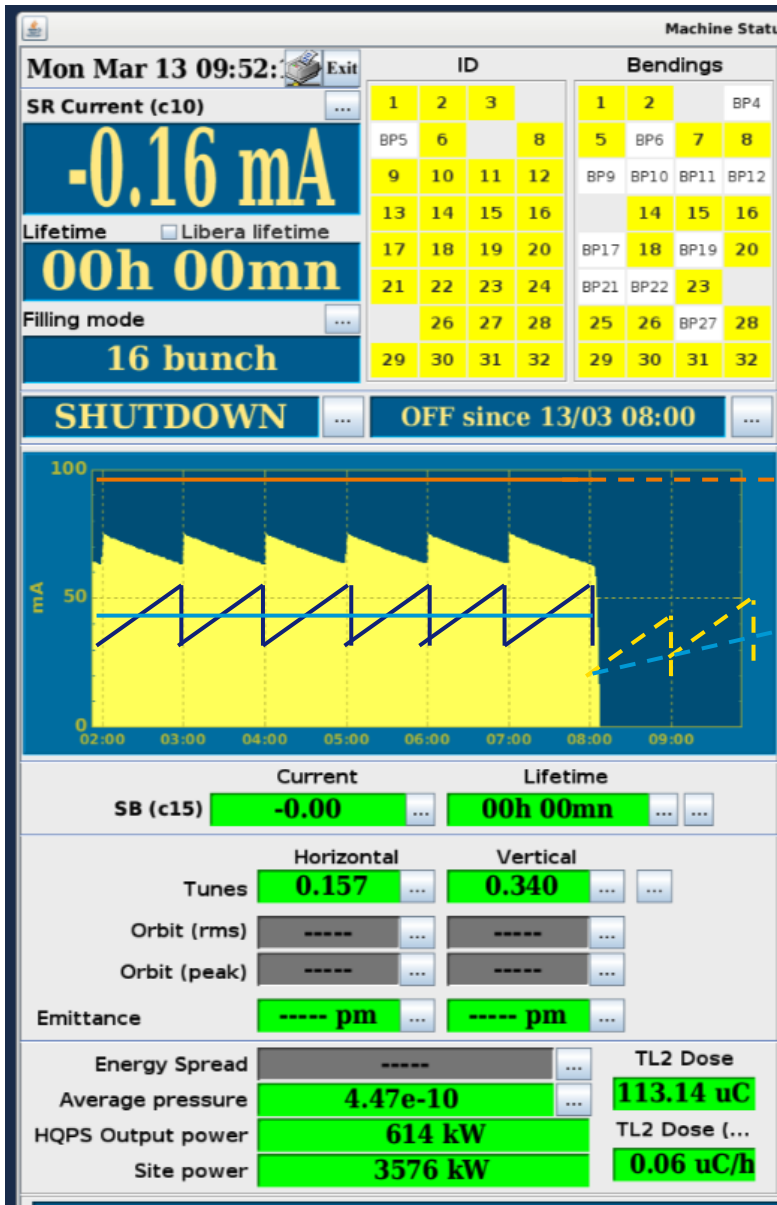 Machine Statu
Mon Mar 13 09:52:
Exit
ID
Bendings
SR Current (c10)
...
-0.16 mA
Lifetime
Libera lifetime
00h 00mn
Filling mode
...
16 bunch
1 2 3
BP5 6 8
9 10 11 12
13 14 15 16
17 18 19 20
21 22 23 24
26 27 28
29 30 31 32
1 2 BP4
5 BP6 7 8
BP9 BP10 BP11 BP12
14 15 16
BP17 18 BP19 20
BP21 BP22 23
25 26 BP27 28
29 30 31 32
SHUTDOWN ... OFF since 13/03 08:00 ...
100
mA
50
0
02:00 03:00 04:00 05:00 06:00 07:00 08:00 09:00
Current Lifetime
SB (c15) -0.00 ... 00h 00mn ... ...
Horizontal Vertical
Tunes 0.157 ... 0.340 ... ...
Orbit (rms) ----- ... ----- ...
Orbit (peak) ----- ... ----- ...
Emittance ----- pm ... ----- pm ...
Energy Spread ----- ... TL2 Dose
Average pressure 4.47e-10 ... 113.14 uC
HQPS Output power 614 kW TL2 Dose (...
Site power 3576 kW 0.06 uC/h